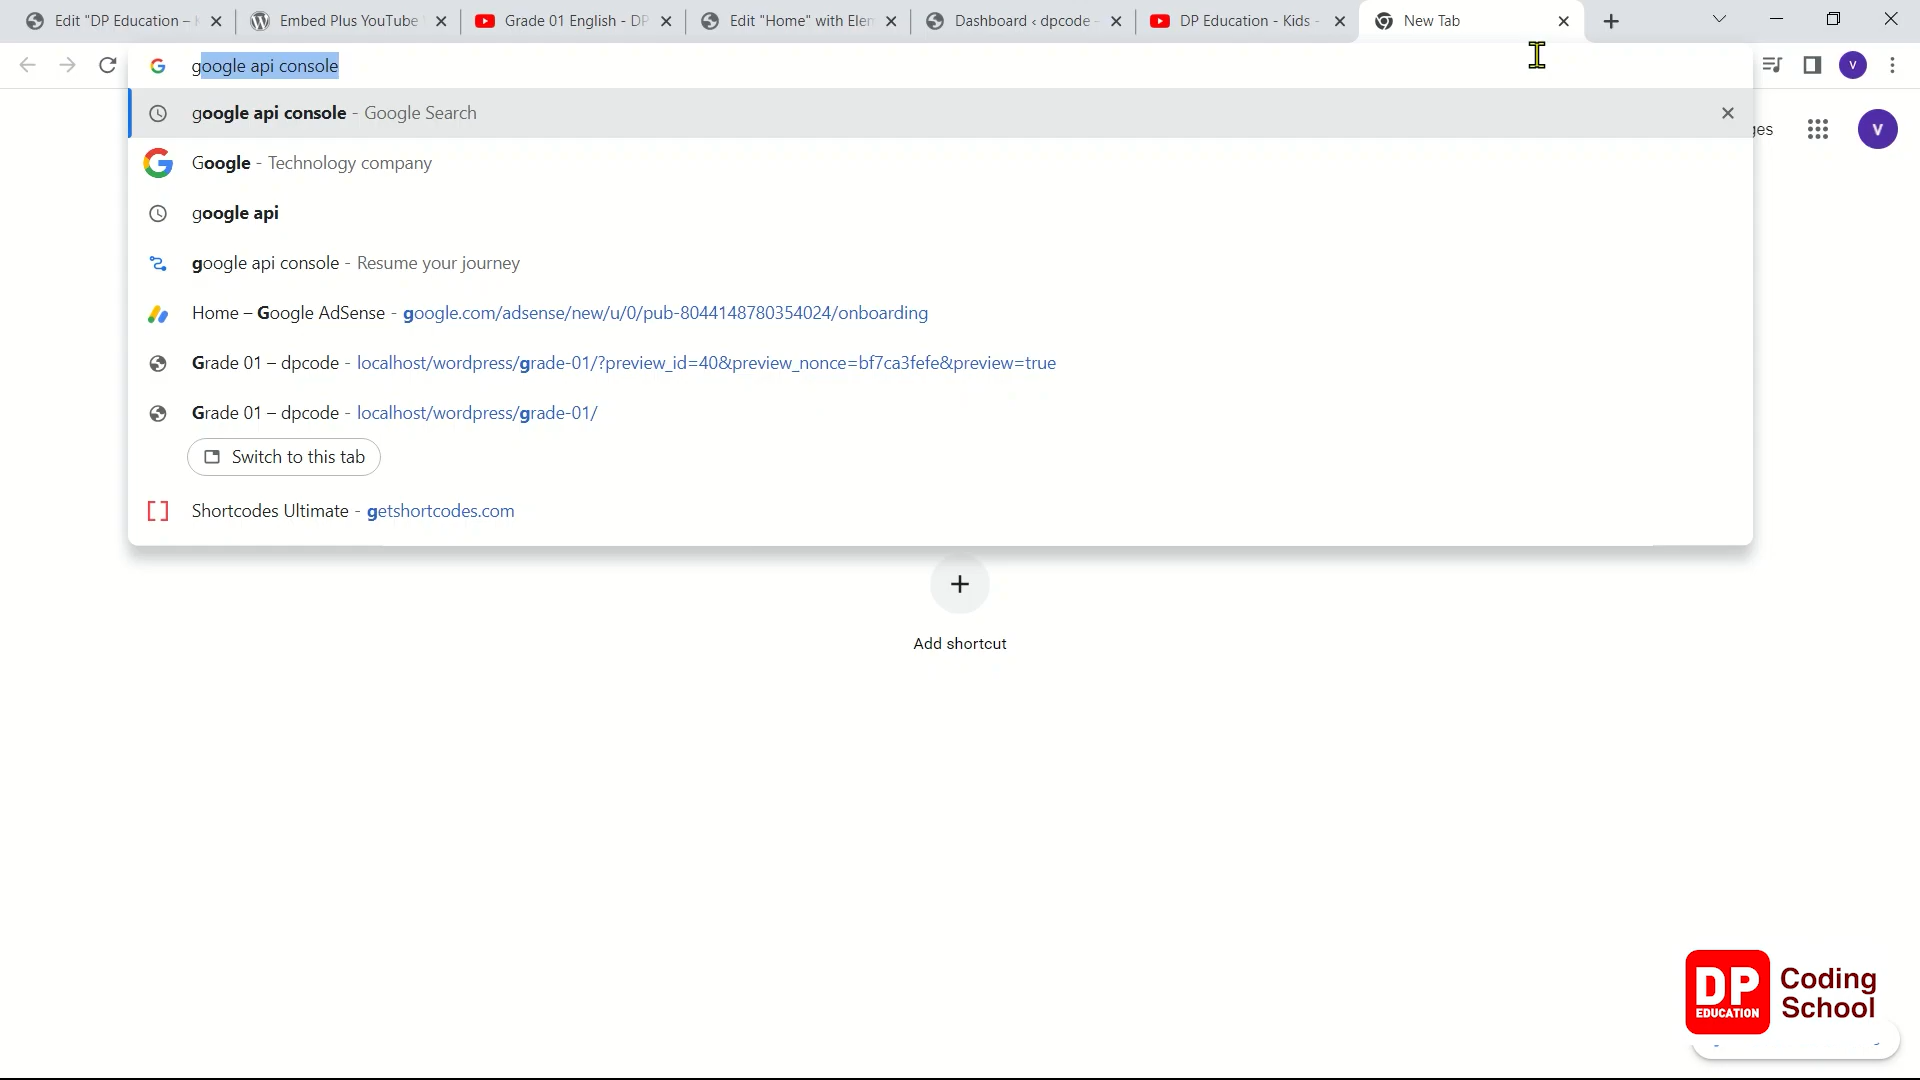 Edit "DP Education –
Embed Plus YouTube
Grade 01 English - DP
Edit "Home" with Elem
Dashboard ‹ dpcode –
DP Education - Kids -
New Tab
google api console
V
google api console - Google Search
Google - Technology company
google api
google api console - Resume your journey
Home – Google AdSense - google.com/adsense/new/u/0/pub-8044148780354024/onboarding
Grade 01 – dpcode - localhost/wordpress/grade-01/?preview_id=40&preview_nonce=bf7ca3fefe&preview=true
Grade 01 – dpcode - localhost/wordpress/grade-01/
Switch to this tab
Shortcodes Ultimate - getshortcodes.com
V
Add shortcut
DP
EDUCATION
Coding
School